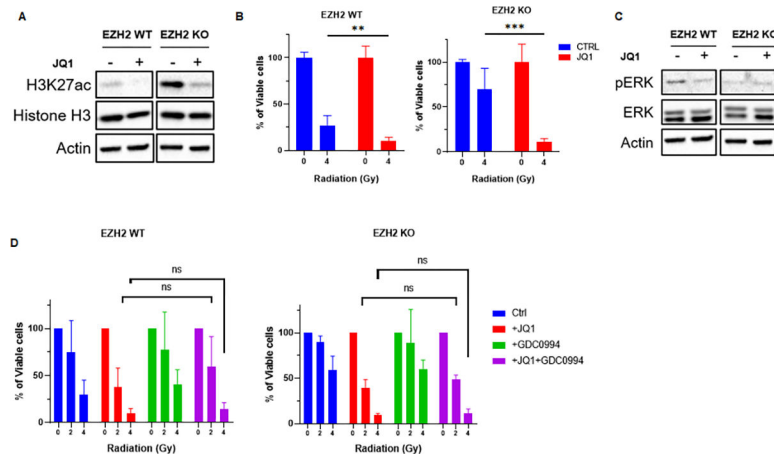 A
EZH2 WT EZH2 KO
JQ1 - + - +
H3K27ac
Histone H3
Actin
B
EZH2 WT
**
% of Viable cells
100
50
0
0 4 0 4
Radiation (Gy)
EZH2 KO
***
CTRL
JQ1
% of Viable cells
100
50
0
0 4 0 4
Radiation (Gy)
C
EZH2 WT EZH2 KO
JQ1 - + - +
pERK
ERK
Actin
D
EZH2 WT
ns
ns
% of Viable cells
100
50
0
0 2 4 0 2 4 0 2 4 0 2 4
Radiation (Gy)
EZH2 KO
ns
ns
% of Viable cells
100
50
0
0 2 4 0 2 4 0 2 4 0 2 4
Radiation (Gy)
Ctrl
+JQ1
+GDC0994
+JQ1+GDC0994